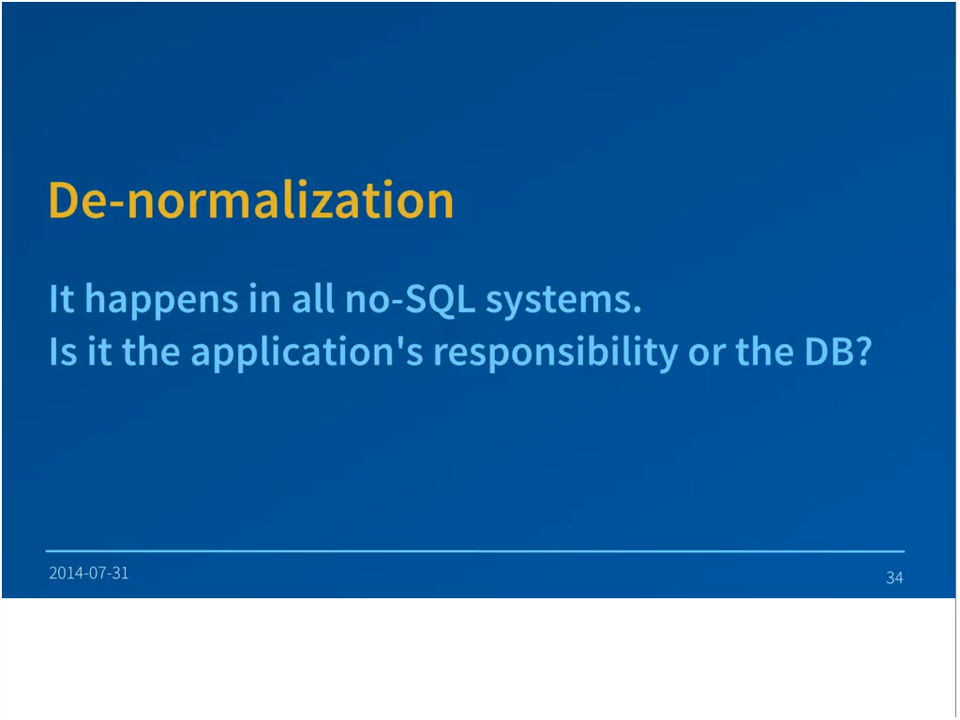 De-normalization
It happens in all no-SQL systems.
Is it the application's responsibility or the DB?
2014-07-31
34